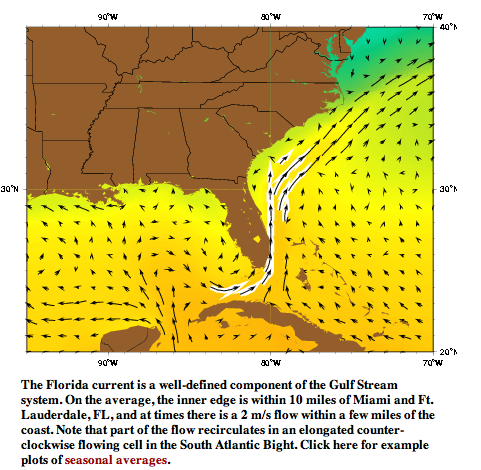 90°W 80°W 70°W
40°N
30°N 30°N
20°N
90°W 80°W 70°W
The Florida current is a well-defined component of the Gulf Stream
system. On the average, the inner edge is within 10 miles of Miami and Ft.
Lauderdale, FL, and at times there is a 2 m/s flow within a few miles of the
coast. Note that part of the flow recirculates in an elongated counter-
clockwise flowing cell in the South Atlantic Bight. Click here for example
plots of seasonal averages.